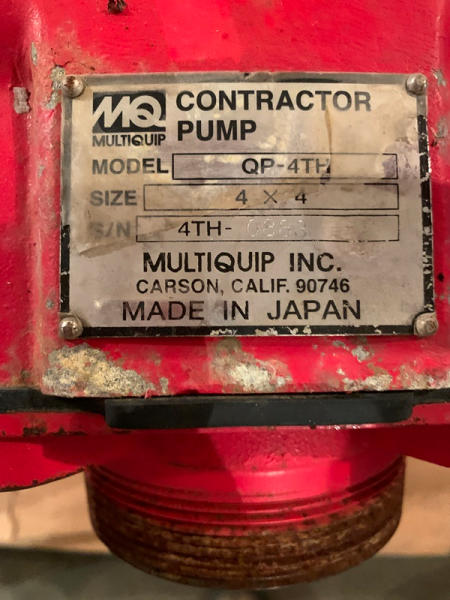 MQ CONTRACTOR
MULTIQUIP PUMP
MODEL QP-4TH
SIZE 4 X 4
S/N 4TH-
MULTIQUIP INC.
CARSON, CALIF. 90746
MADE IN JAPAN